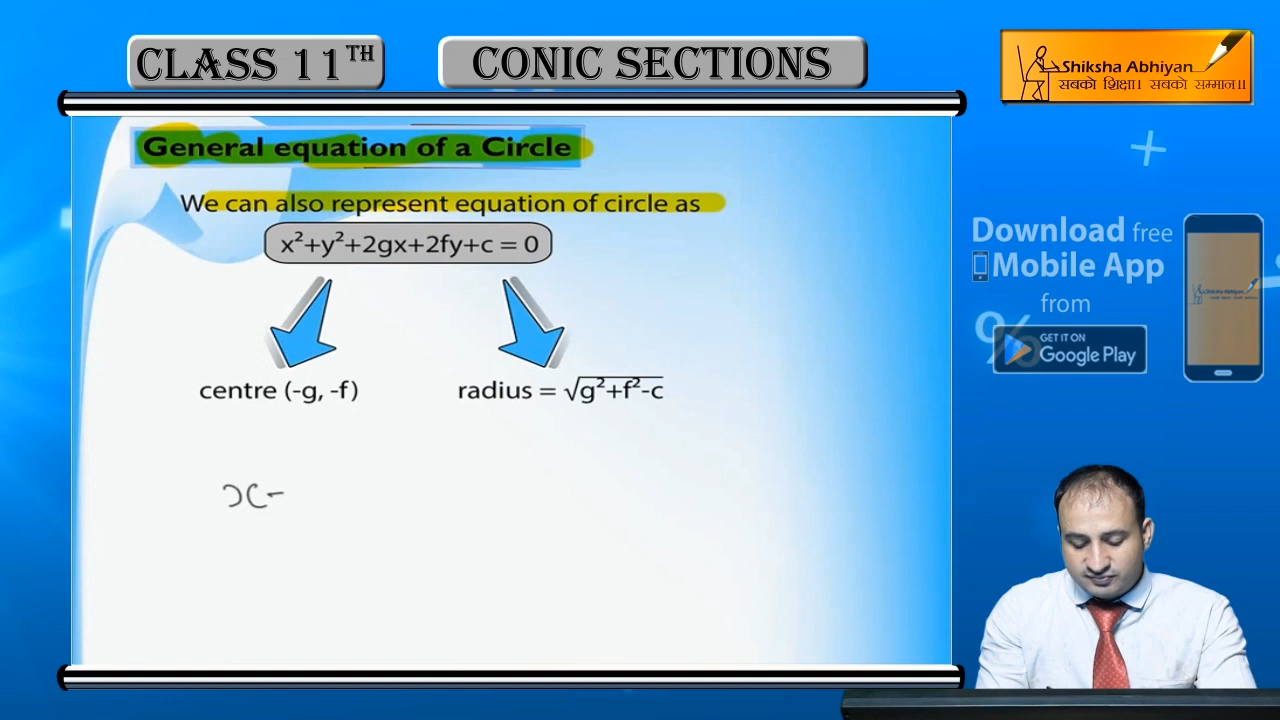 CLASS 11TH
CONIC SECTIONS
Shiksha Abhiyan
सबको शिक्षा। सबको सम्मान।।
General equation of a Circle
We can also represent equation of circle as
x²+y²+2gx+2fy+c = 0
centre (-g, -f)
radius = √g²+f²-c
x-
Download free
Mobile App
from
%
GET IT ON
Google Play